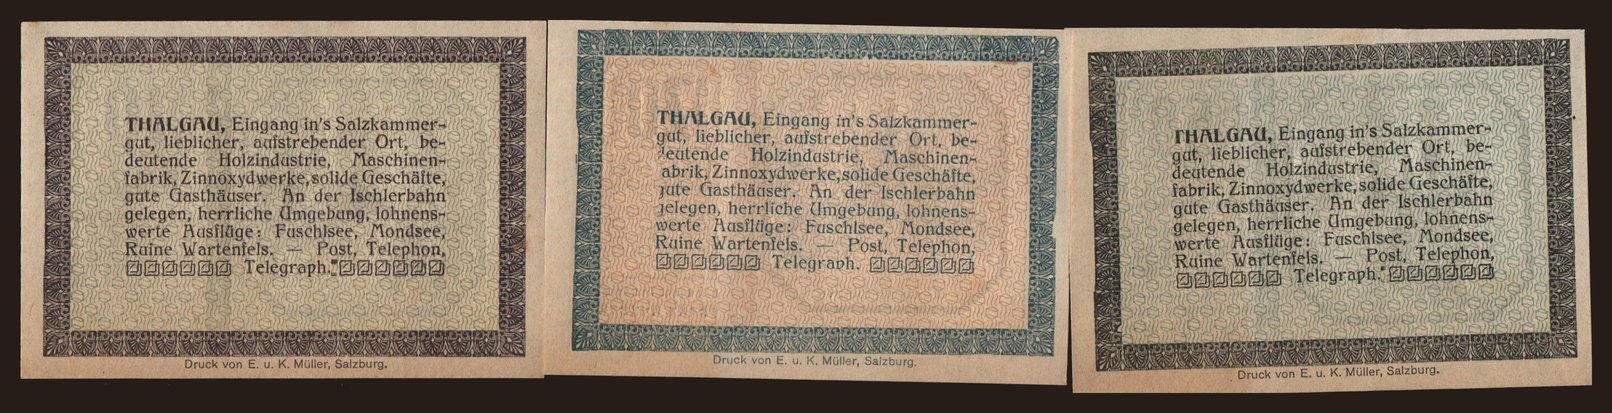 THALGAU, Eingang in's Salzkammer-
gut, lieblicher, aufstrebender Ort, be-
deutende Holzindustrie, Maschinen-
fabrik, Zinnoxydwerke, solide Geschäfte,
gute Gasthäuser. An der Ischlerbahn
gelegen, herrliche Umgebung, lohnens-
werte Ausflüge: Fuschlsee, Mondsee,
Ruine Wartenfels. — Post, Telephon,
Telegraph.
Druck von E. u. K. Müller, Salzburg.
THALGAU, Eingang in's Salzkammer-
gut, lieblicher, aufstrebender Ort, be-
deutende Holzindustrie, Maschinen-
abrik, Zinnoxydwerke, solide Geschäfte,
gute Gasthäuser. An der Ischlerbahn
gelegen, herrliche Umgebung, lohnens-
werte Ausflüge: Fuschlsee, Mondsee,
Ruine Wartenfels. — Post, Telephon,
Telegraph.
Druck von E. u. K. Müller, Salzburg.
THALGAU, Eingang in's Salzkammer-
gut, lieblicher, aufstrebender Ort, be-
deutende Holzindustrie, Maschinen-
fabrik, Zinnoxydwerke, solide Geschäfte,
gute Gasthäuser. An der Ischlerbahn
gelegen, herrliche Umgebung, lohnens-
werte Ausflüge: Fuschlsee, Mondsee,
Ruine Wartenfels. — Post, Telephon,
Telegraph.
Druck von E. u. K. Müller, Salzburg.